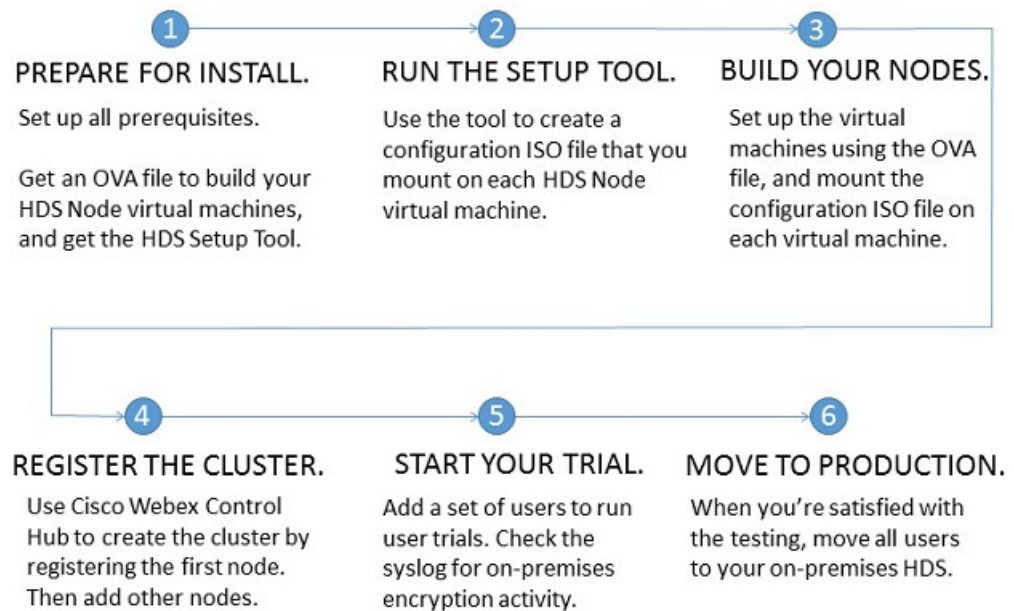 1
PREPARE FOR INSTALL.
Set up all prerequisites.
Get an OVA file to build your
HDS Node virtual machines,
and get the HDS Setup Tool.
2
RUN THE SETUP TOOL.
Use the tool to create a
configuration ISO file that you
mount on each HDS Node
virtual machine.
3
BUILD YOUR NODES.
Set up the virtual
machines using the OVA
file, and mount the
configuration ISO file on
each virtual machine.
4
REGISTER THE CLUSTER.
Use Cisco Webex Control
Hub to create the cluster by
registering the first node.
Then add other nodes.
5
START YOUR TRIAL.
Add a set of users to run
user trials. Check the
syslog for on-premises
encryption activity.
6
MOVE TO PRODUCTION.
When you’re satisfied with
the testing, move all users
to your on-premises HDS.